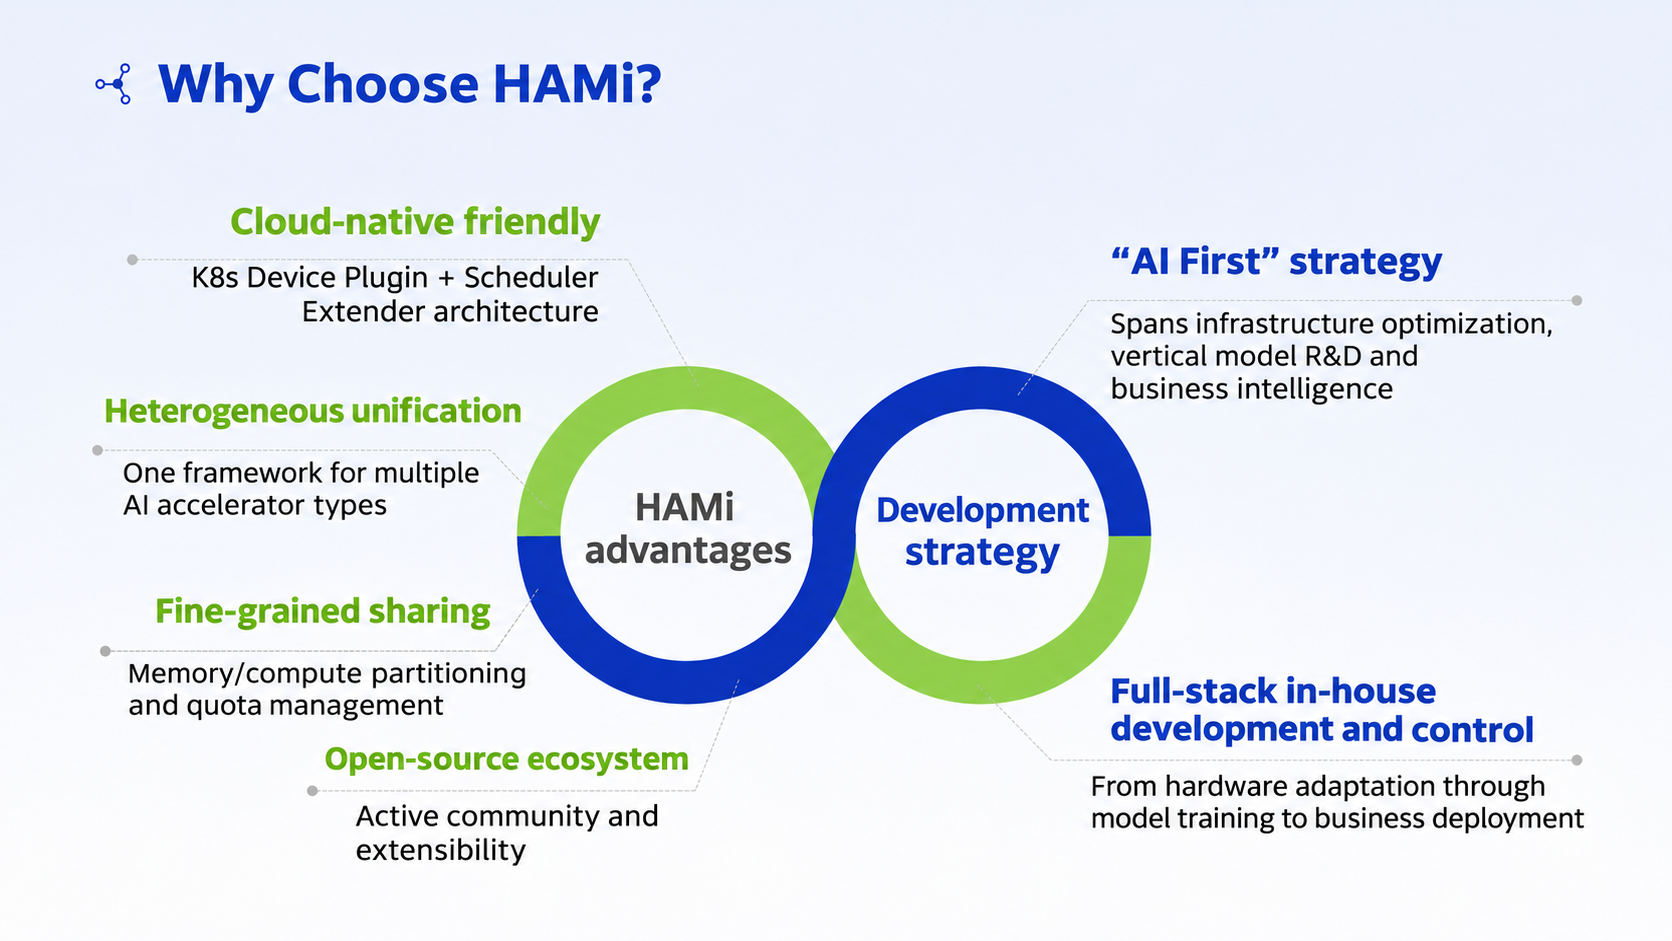 Why Choose HAMi?
Cloud-native friendly
K8s Device Plugin + Scheduler
Extender architecture
Heterogeneous unification
One framework for multiple
AI accelerator types
Fine-grained sharing
Memory/compute partitioning
and quota management
Open-source ecosystem
Active community and
extensibility
HAMi
advantages
Development
strategy
“AI First” strategy
Spans infrastructure optimization,
vertical model R&D and
business intelligence
Full-stack in-house
development and control
From hardware adaptation through
model training to business deployment